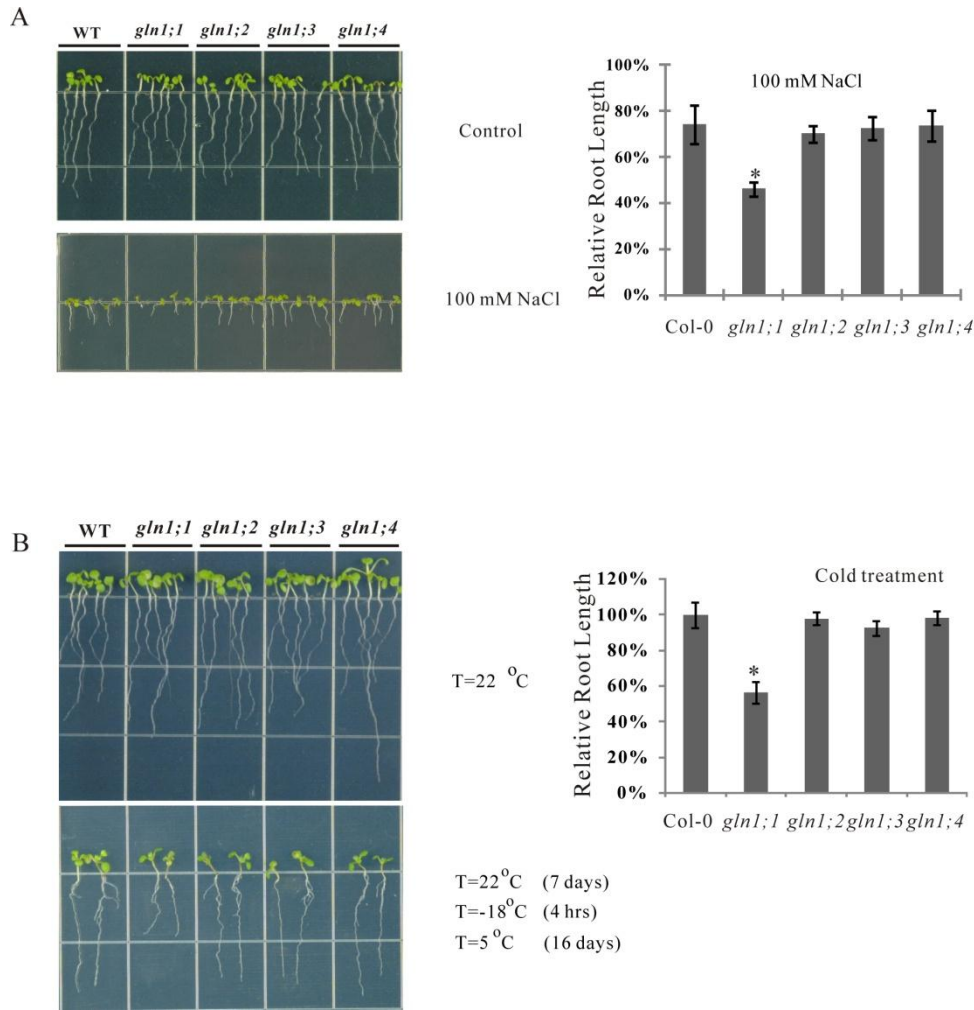 A
WT gln1;1 gln1;2 gln1;3 gln1;4
Control
100 mM NaCl
100 mM NaCl
Relative Root Length
100%
80%
60%
40%
20%
0%
*
Col-0 gln1;1 gln1;2 gln1;3 gln1;4
B
WT gln1;1 gln1;2 gln1;3 gln1;4
T=22 °C
T=22°C (7 days)
T=-18°C (4 hrs)
T=5 °C (16 days)
Cold treatment
Relative Root Length
120%
100%
80%
60%
40%
20%
0%
*
Col-0 gln1;1 gln1;2 gln1;3 gln1;4